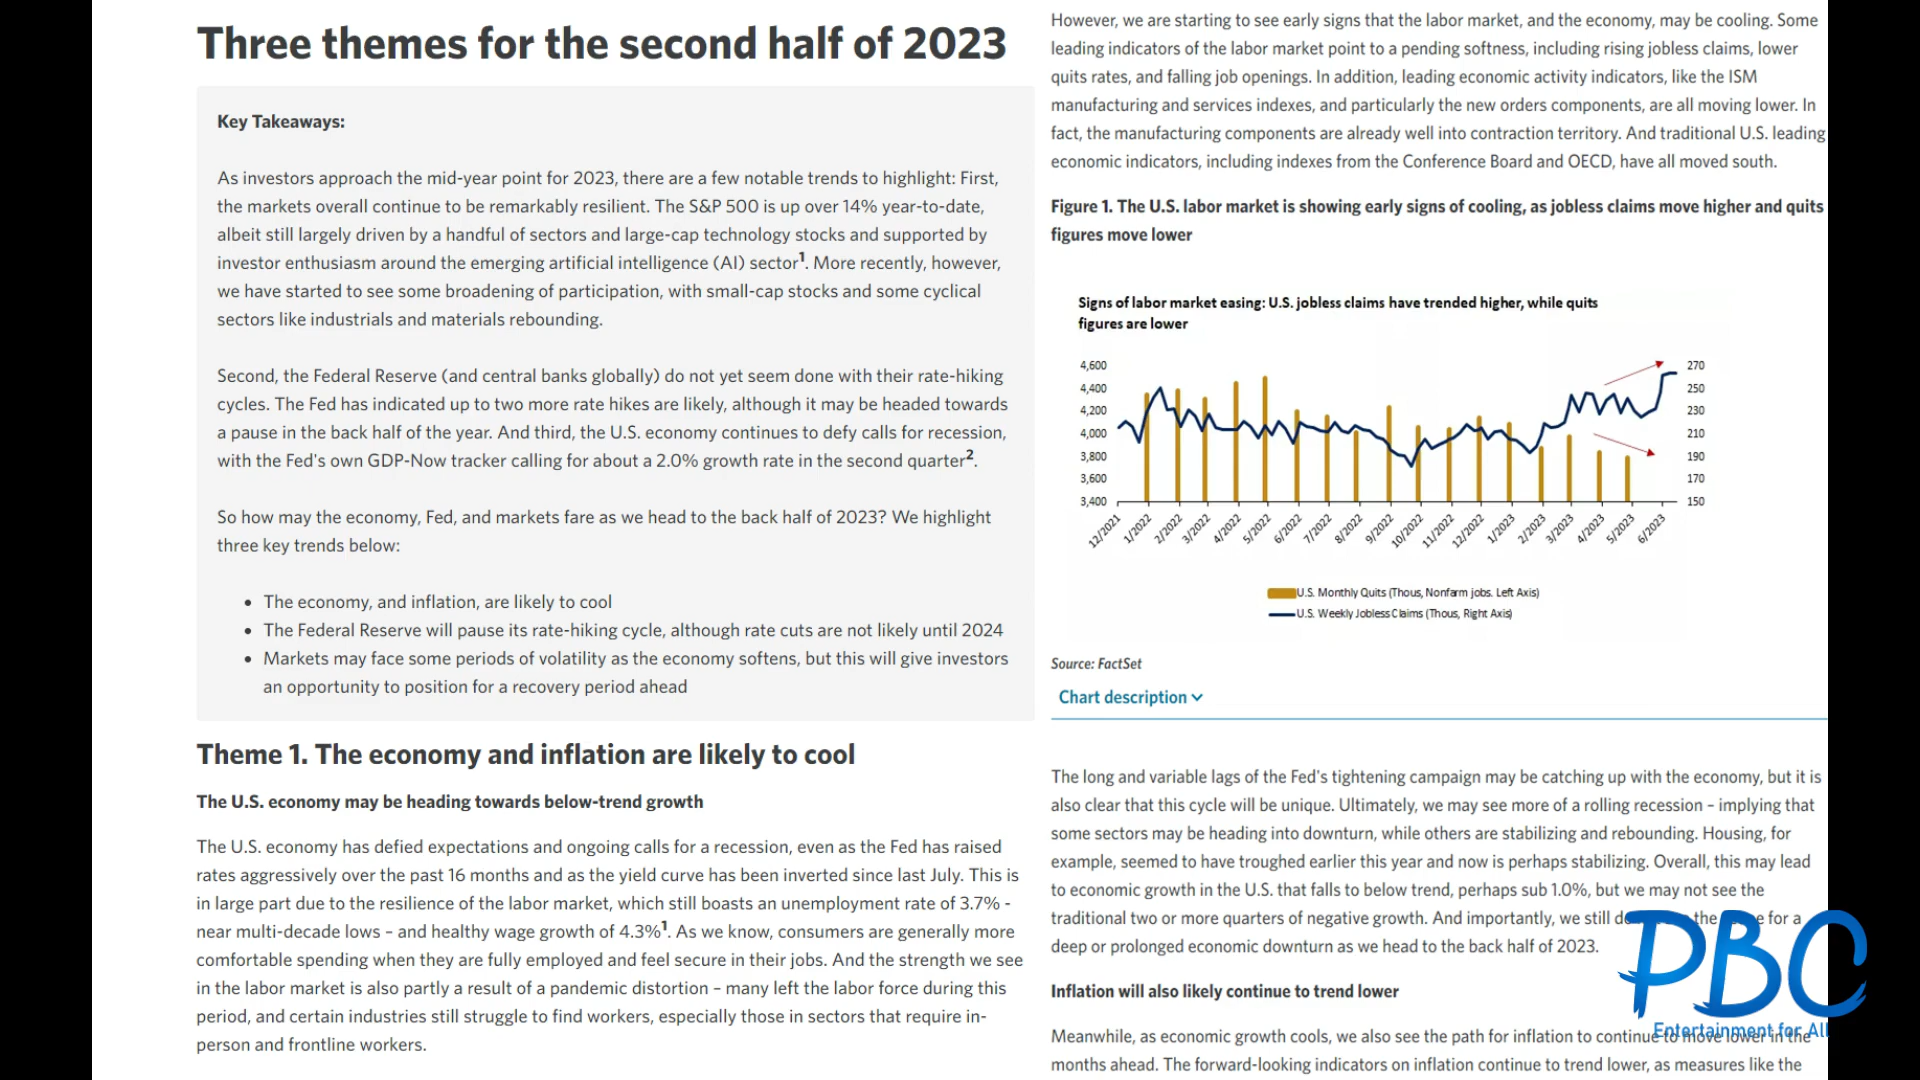 Three themes for the second half of 2023
Key Takeaways:
As investors approach the mid-year point for 2023, there are a few notable trends to highlight: First,
the markets overall continue to be remarkably resilient. The S&P 500 is up over 14% year-to-date,
albeit still largely driven by a handful of sectors and large-cap technology stocks and supported by
investor enthusiasm around the emerging artificial intelligence (AI) sector1. More recently, however,
we have started to see some broadening of participation, with small-cap stocks and some cyclical
sectors like industrials and materials rebounding.
Second, the Federal Reserve (and central banks globally) do not yet seem done with their rate-hiking
cycles. The Fed has indicated up to two more rate hikes are likely, although it may be headed towards
a pause in the back half of the year. And third, the U.S. economy continues to defy calls for recession,
with the Fed's own GDP-Now tracker calling for about a 2.0% growth rate in the second quarter2.
So how may the economy, Fed, and markets fare as we head to the back half of 2023? We highlight
three key trends below:
• The economy, and inflation, are likely to cool
• The Federal Reserve will pause its rate-hiking cycle, although rate cuts are not likely until 2024
• Markets may face some periods of volatility as the economy softens, but this will give investors
an opportunity to position for a recovery period ahead
Theme 1. The economy and inflation are likely to cool
The U.S. economy may be heading towards below-trend growth
The U.S. economy has defied expectations and ongoing calls for a recession, even as the Fed has raised
rates aggressively over the past 16 months and as the yield curve has been inverted since last July. This is
in large part due to the resilience of the labor market, which still boasts an unemployment rate of 3.7% -
near multi-decade lows – and healthy wage growth of 4.3%1. As we know, consumers are generally more
comfortable spending when they are fully employed and feel secure in their jobs. And the strength we see
in the labor market is also partly a result of a pandemic distortion – many left the labor force during this
period, and certain industries still struggle to find workers, especially those in sectors that require in-
person and frontline workers.
However, we are starting to see early signs that the labor market, and the economy, may be cooling. Some
leading indicators of the labor market point to a pending softness, including rising jobless claims, lower
quits rates, and falling job openings. In addition, leading economic activity indicators, like the ISM
manufacturing and services indexes, and particularly the new orders components, are all moving lower. In
fact, the manufacturing components are already well into contraction territory. And traditional U.S. leading
economic indicators, including indexes from the Conference Board and OECD, have all moved south.
Figure 1. The U.S. labor market is showing early signs of cooling, as jobless claims move higher and quits
figures move lower
Signs of labor market easing: U.S. jobless claims have trended higher, while quits
figures are lower
4,600 270
4,400 250
4,200 230
4,000 210
3,800 190
3,600 170
3,400 150
12/2021 1/2022 2/2022 3/2022 4/2022 5/2022 6/2022 7/2022 8/2022 9/2022 10/2022 11/2022 12/2022 1/2023 2/2023 3/2023 4/2023 5/2023 6/2023
U.S. Monthly Quits (Thous, Nonfarm jobs. Left Axis)
U.S. Weekly Jobless Claims (Thous, Right Axis)
Source: FactSet
Chart description
The long and variable lags of the Fed's tightening campaign may be catching up with the economy, but it is
also clear that this cycle will be unique. Ultimately, we may see more of a rolling recession – implying that
some sectors may be heading into downturn, while others are stabilizing and rebounding. Housing, for
example, seemed to have troughed earlier this year and now is perhaps stabilizing. Overall, this may lead
to economic growth in the U.S. that falls to below trend, perhaps sub 1.0%, but we may not see the
traditional two or more quarters of negative growth. And importantly, we still the for a
deep or prolonged economic downturn as we head to the back half of 2023.
Inflation will also likely continue to trend lower
Meanwhile, as economic growth cools, we also see the path for inflation to continue to move lower in the
months ahead. The forward-looking indicators on inflation continue to trend lower, as measures like the
PBC
Entertainment for All